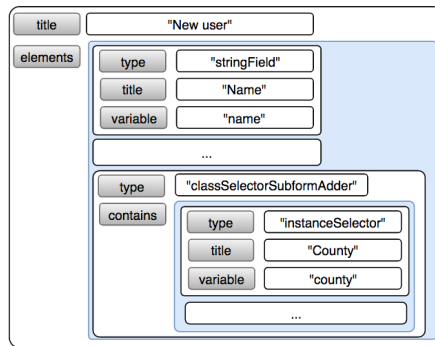 title "New user"
elements
type "stringField"
title "Name"
variable "name"
...
type "classSelectorSubformAdder"
contains
type "instanceSelector"
title "County"
variable "county"
...